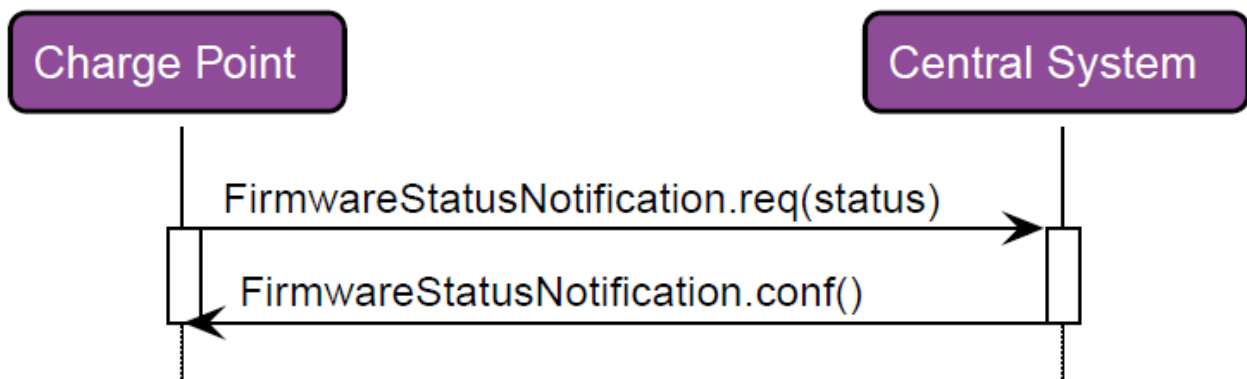 Charge Point
Central System
FirmwareStatusNotification.req(status)
FirmwareStatusNotification.conf()